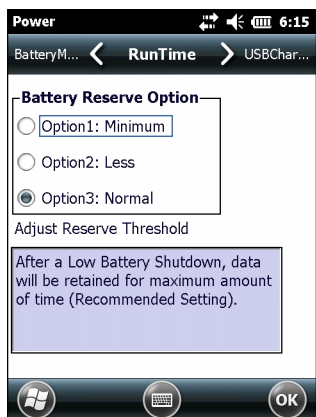 Power 6:15
BatteryM... RunTime USBChar...
Battery Reserve Option
Option1: Minimum
Option2: Less
Option3: Normal
Adjust Reserve Threshold
After a Low Battery Shutdown, data
will be retained for maximum amount
of time (Recommended Setting).
OK